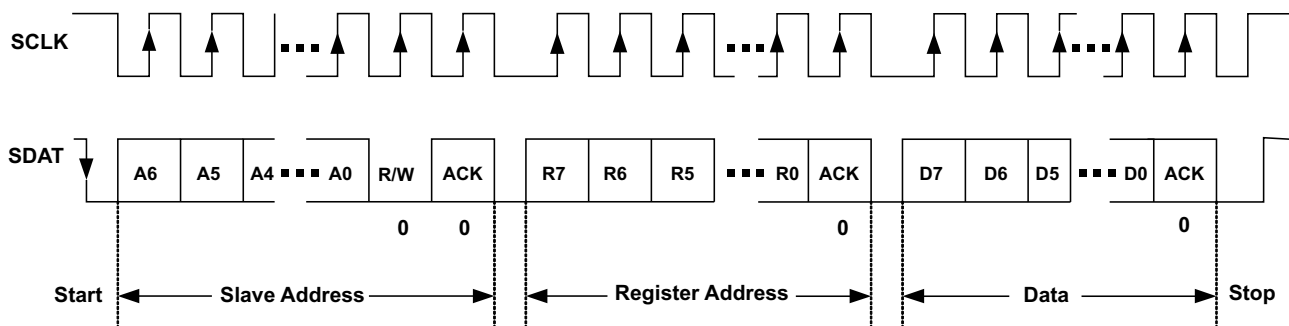 SCLK
SDAT
A6 A5 A4 A0 R/W ACK R7 R6 R5 R0 ACK D7 D6 D5 D0 ACK
0 0 0 0
Start Slave Address Register Address Data Stop